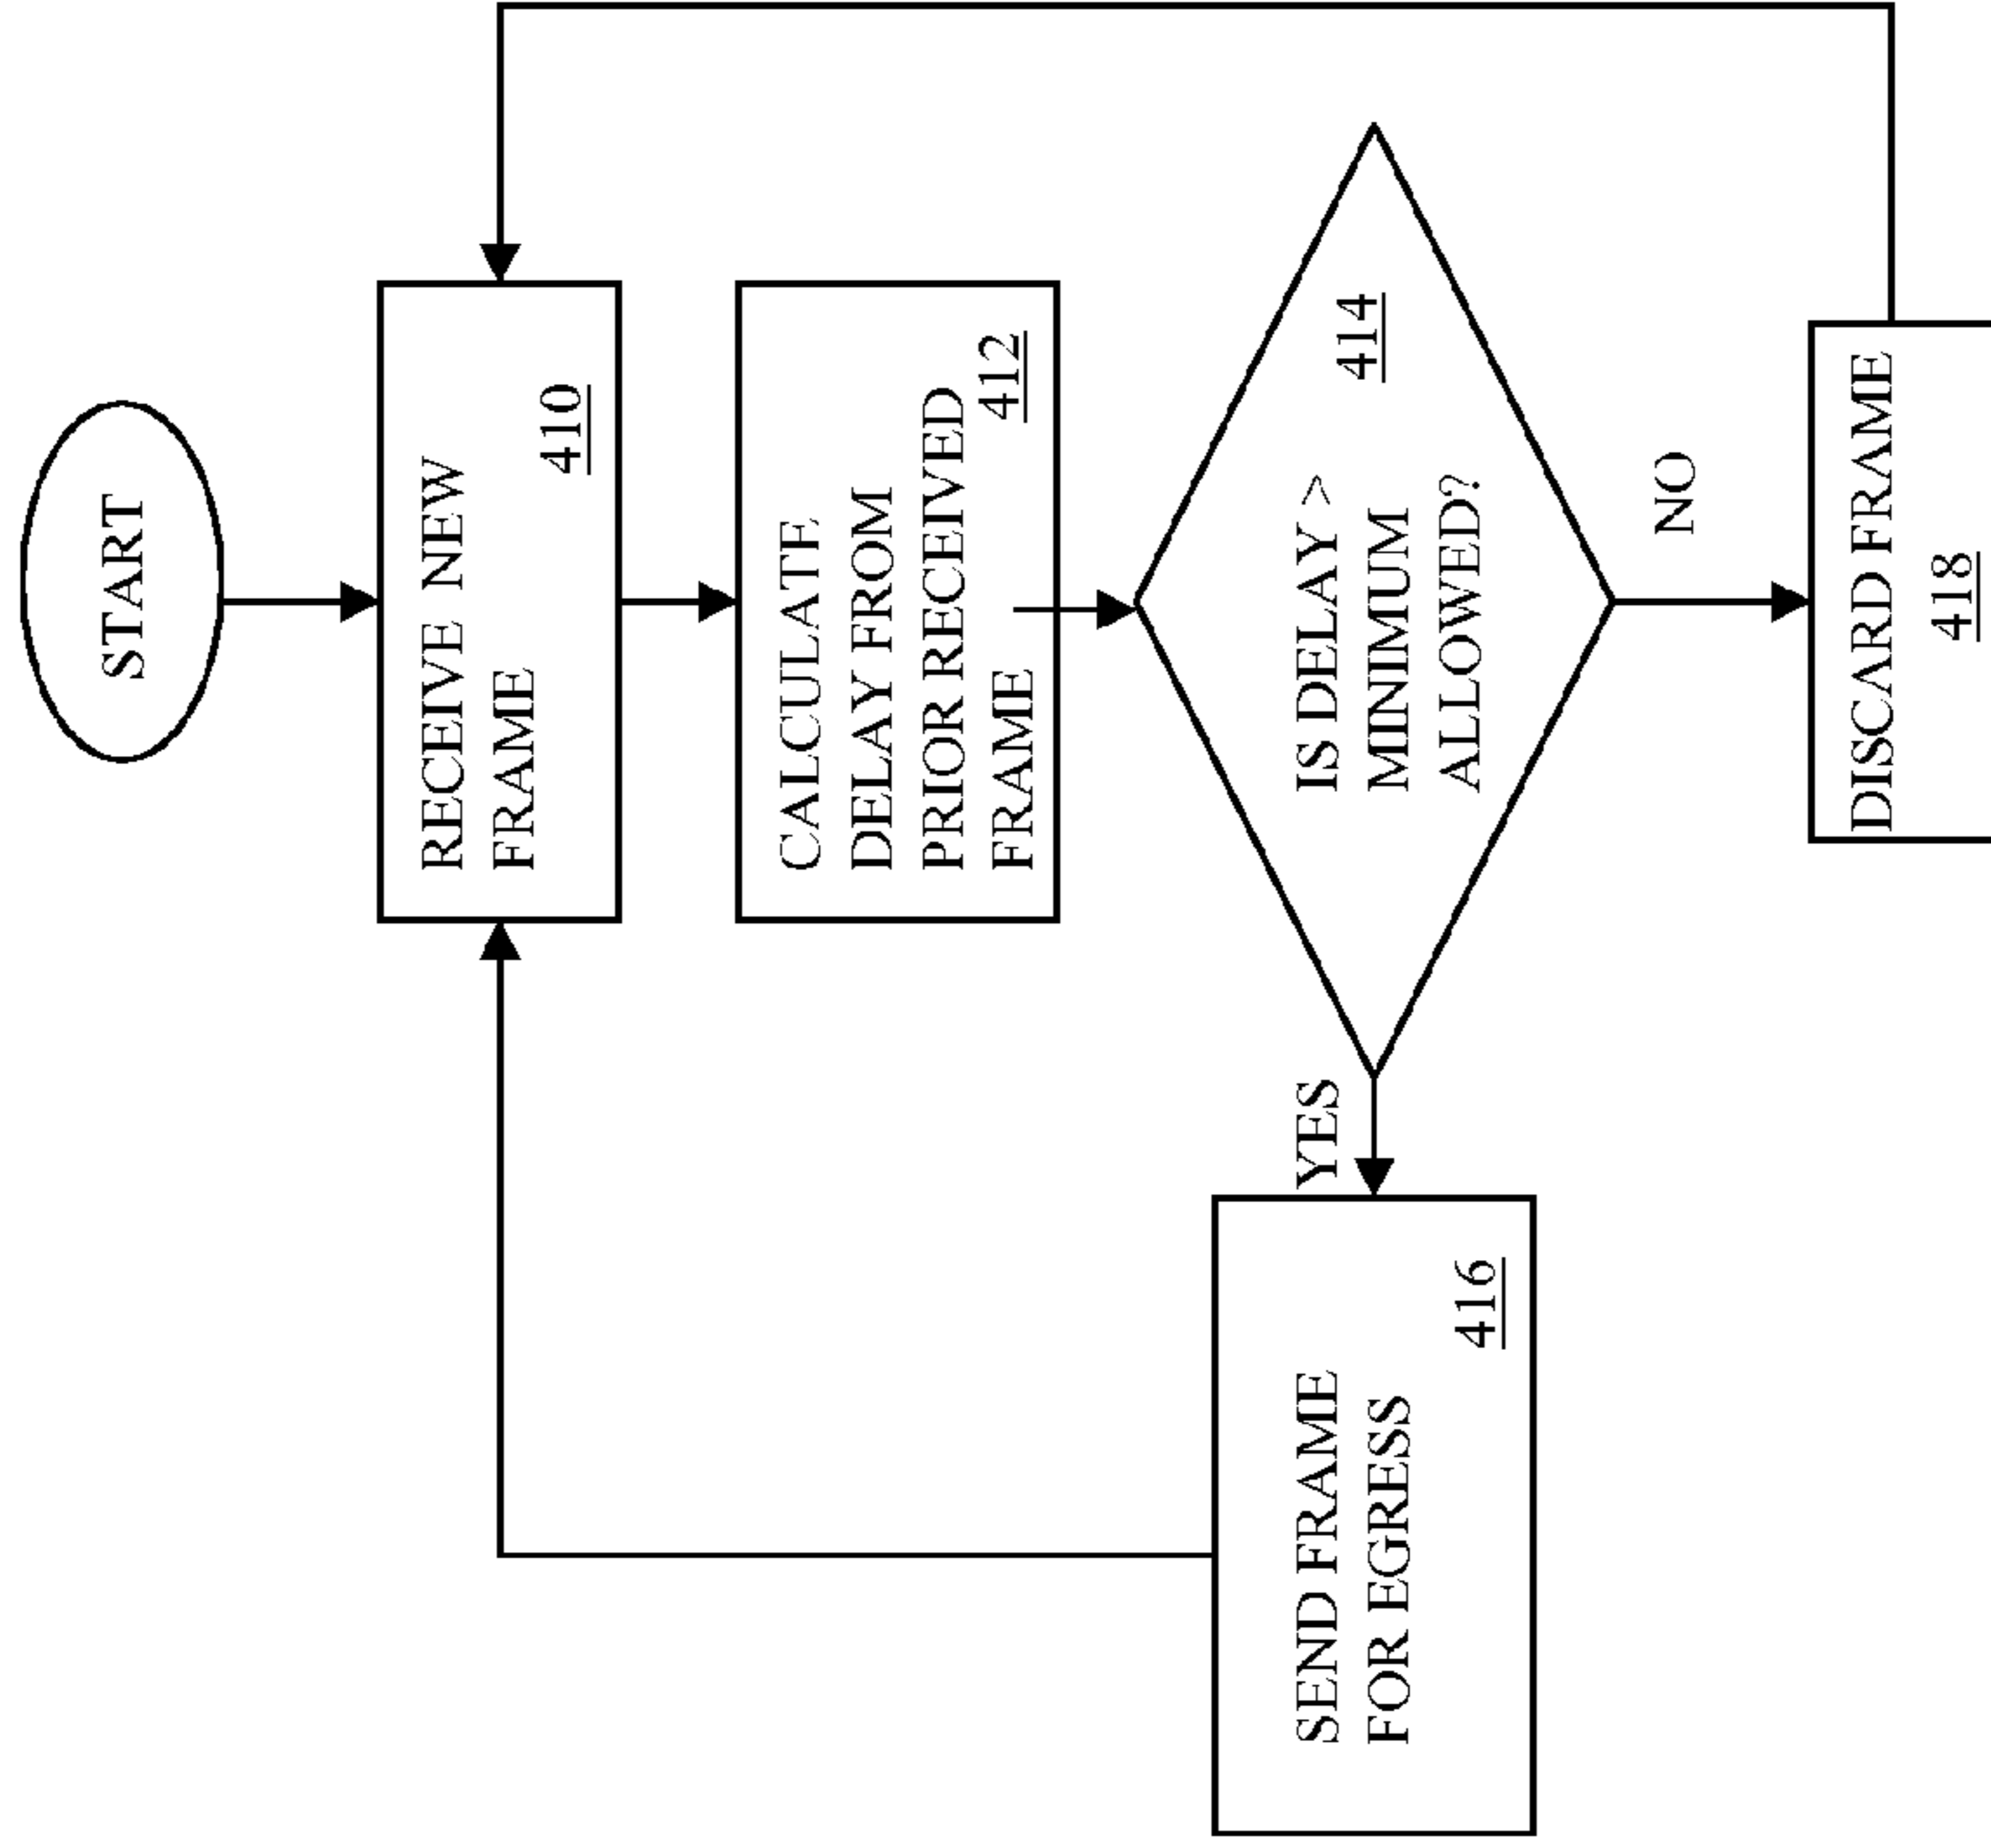 START
RECEIVE NEW
FRAME
410
CALCULATE
DELAY FROM
PRIOR RECEIVED
FRAME
412
IS DELAY >
MINIMUM
ALLOWED?
414
YES
NO
SEND FRAME
FOR EGRESS
416
DISCARD FRAME
418